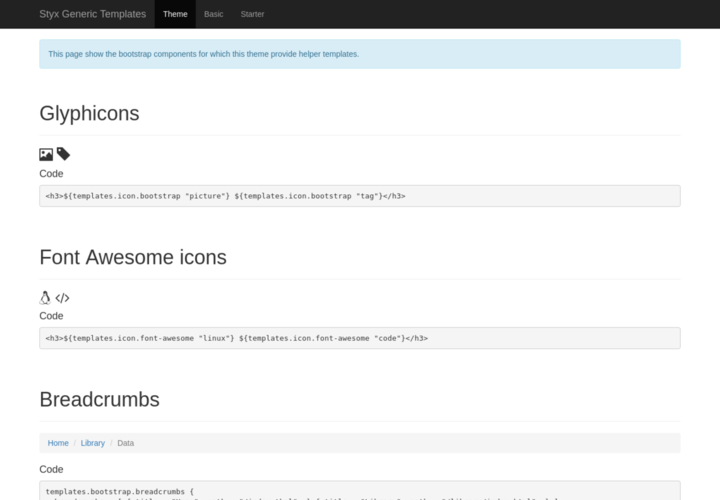 Styx Generic Templates Theme Basic Starter
This page show the bootstrap components for which this theme provide helper templates.
Glyphicons
Code
<h3>${templates.icon.bootstrap "picture"} ${templates.icon.bootstrap "tag"}</h3>
Font Awesome icons
Code
<h3>${templates.icon.font-awesome "linux"} ${templates.icon.font-awesome "code"}</h3>
Breadcrumbs
Home / Library / Data
Code
templates.bootstrap.breadcrumbs {